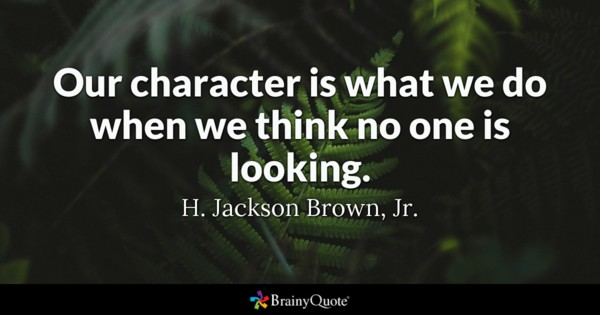 Our character is what we do
when we think no one is
looking.
H. Jackson Brown, Jr.
BrainyQuote®